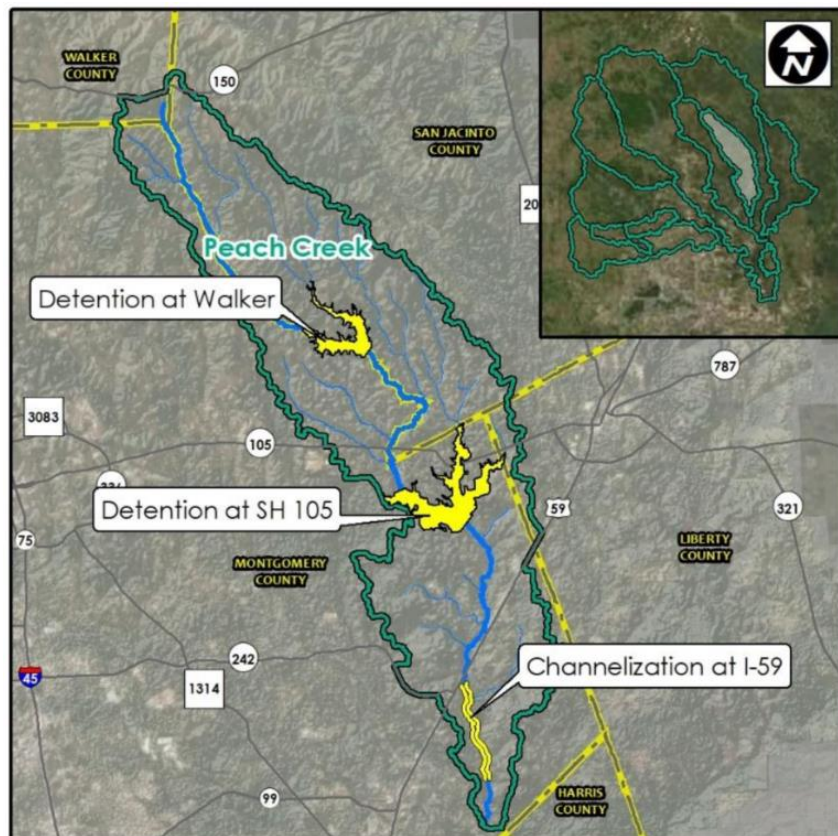 WALKER
COUNTY
150
N
SAN JACINTO
COUNTY
20
Peach Creek
Detention at Walker
787
3083
105
336
Detention at SH 105
59
321
75
LIBERTY
COUNTY
MONTGOMERY
COUNTY
242
Channelization at I-59
45
1314
HARRIS
COUNTY
99